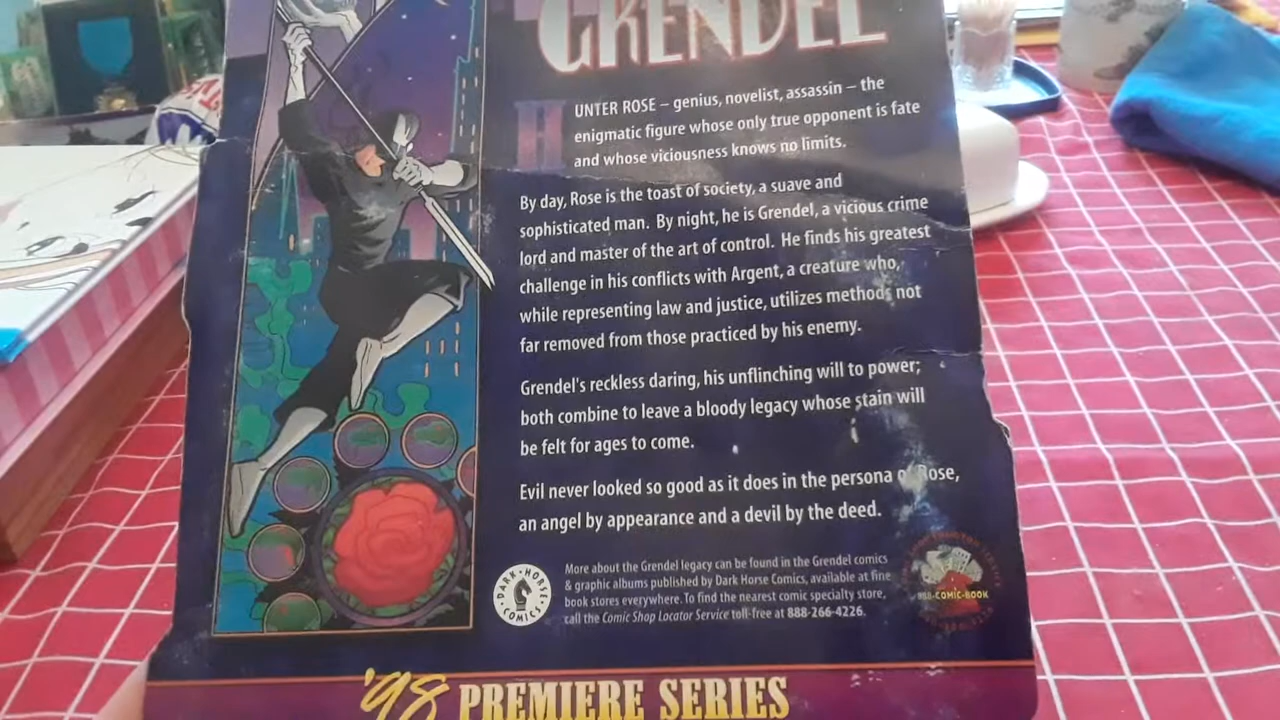 GRENDEL
HUNTER ROSE – genius, novelist, assassin – the
enigmatic figure whose only true opponent is fate
and whose viciousness knows no limits.
By day, Rose is the toast of society, a suave and
sophisticated man. By night, he is Grendel, a vicious crime
lord and master of the art of control. He finds his greatest
challenge in his conflicts with Argent, a creature who,
while representing law and justice, utilizes methods not
far removed from those practiced by his enemy.
Grendel's reckless daring, his unflinching will to power;
both combine to leave a bloody legacy whose stain will
be felt for ages to come.
Evil never looked so good as it does in the persona of Rose,
an angel by appearance and a devil by the deed.
DARK HORSE COMICS
More about the Grendel legacy can be found in the Grendel comics
& graphic albums published by Dark Horse Comics, available at fine
book stores everywhere. To find the nearest comic specialty store,
call the Comic Shop Locator Service toll-free at 888-266-4226.
888-COMIC-BOOK
'98 PREMIERE SERIES